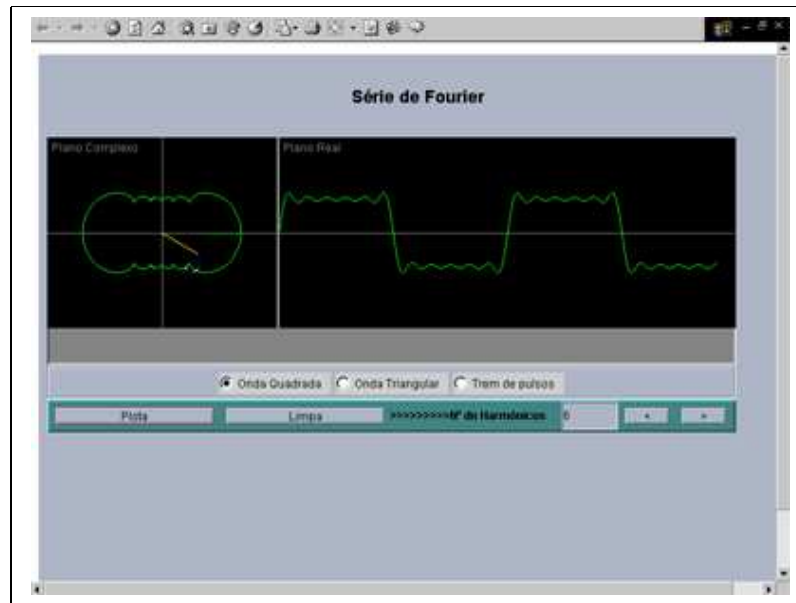 Série de Fourier
Plano Complexo
Plano Real
Onda Quadrada
Onda Triangular
Trem de pulsos
Plota
Limpa
>>>>>>>>>Nº de Harmônicos
6